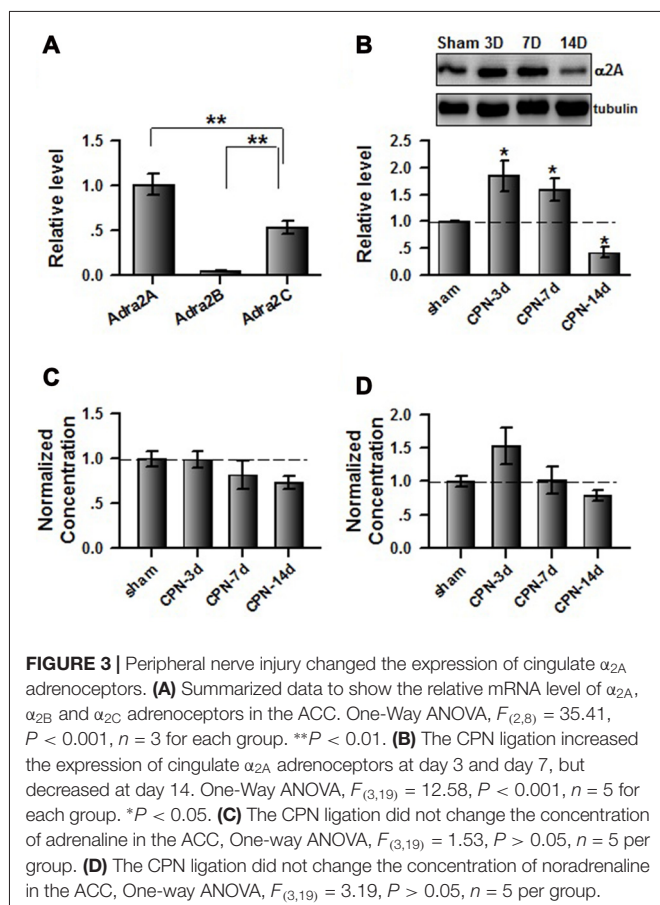 A
Relative level
1.5
1.0
.5
0.0
**
**
Adra2A
Adra2B
Adra2C
B
Sham 3D 7D 14D
α2A
tubulin
Relative level
2.5
2.0
1.5
1.0
.5
0.0
*
*
*
sham
CPN-3d
CPN-7d
CPN-14d
C
Normalized
Concentration
1.5
1.0
.5
0.0
sham
CPN-3d
CPN-7d
CPN-14d
D
Normalized
Concentration
2.0
1.5
1.0
.5
0.0
sham
CPN-3d
CPN-7d
CPN-14d
FIGURE 3 | Peripheral nerve injury changed the expression of cingulate α2A
adrenoceptors. (A) Summarized data to show the relative mRNA level of α2A,
α2B and α2C adrenoceptors in the ACC. One-Way ANOVA, F(2,8) = 35.41,
P < 0.001, n = 3 for each group. **P < 0.01. (B) The CPN ligation increased
the expression of cingulate α2A adrenoceptors at day 3 and day 7, but
decreased at day 14. One-Way ANOVA, F(3,19) = 12.58, P < 0.001, n = 5 for
each group. *P < 0.05. (C) The CPN ligation did not change the concentration
of adrenaline in the ACC, One-way ANOVA, F(3,19) = 1.53, P > 0.05, n = 5 per
group. (D) The CPN ligation did not change the concentration of noradrenaline
in the ACC, One-way ANOVA, F(3,19) = 3.19, P > 0.05, n = 5 per group.